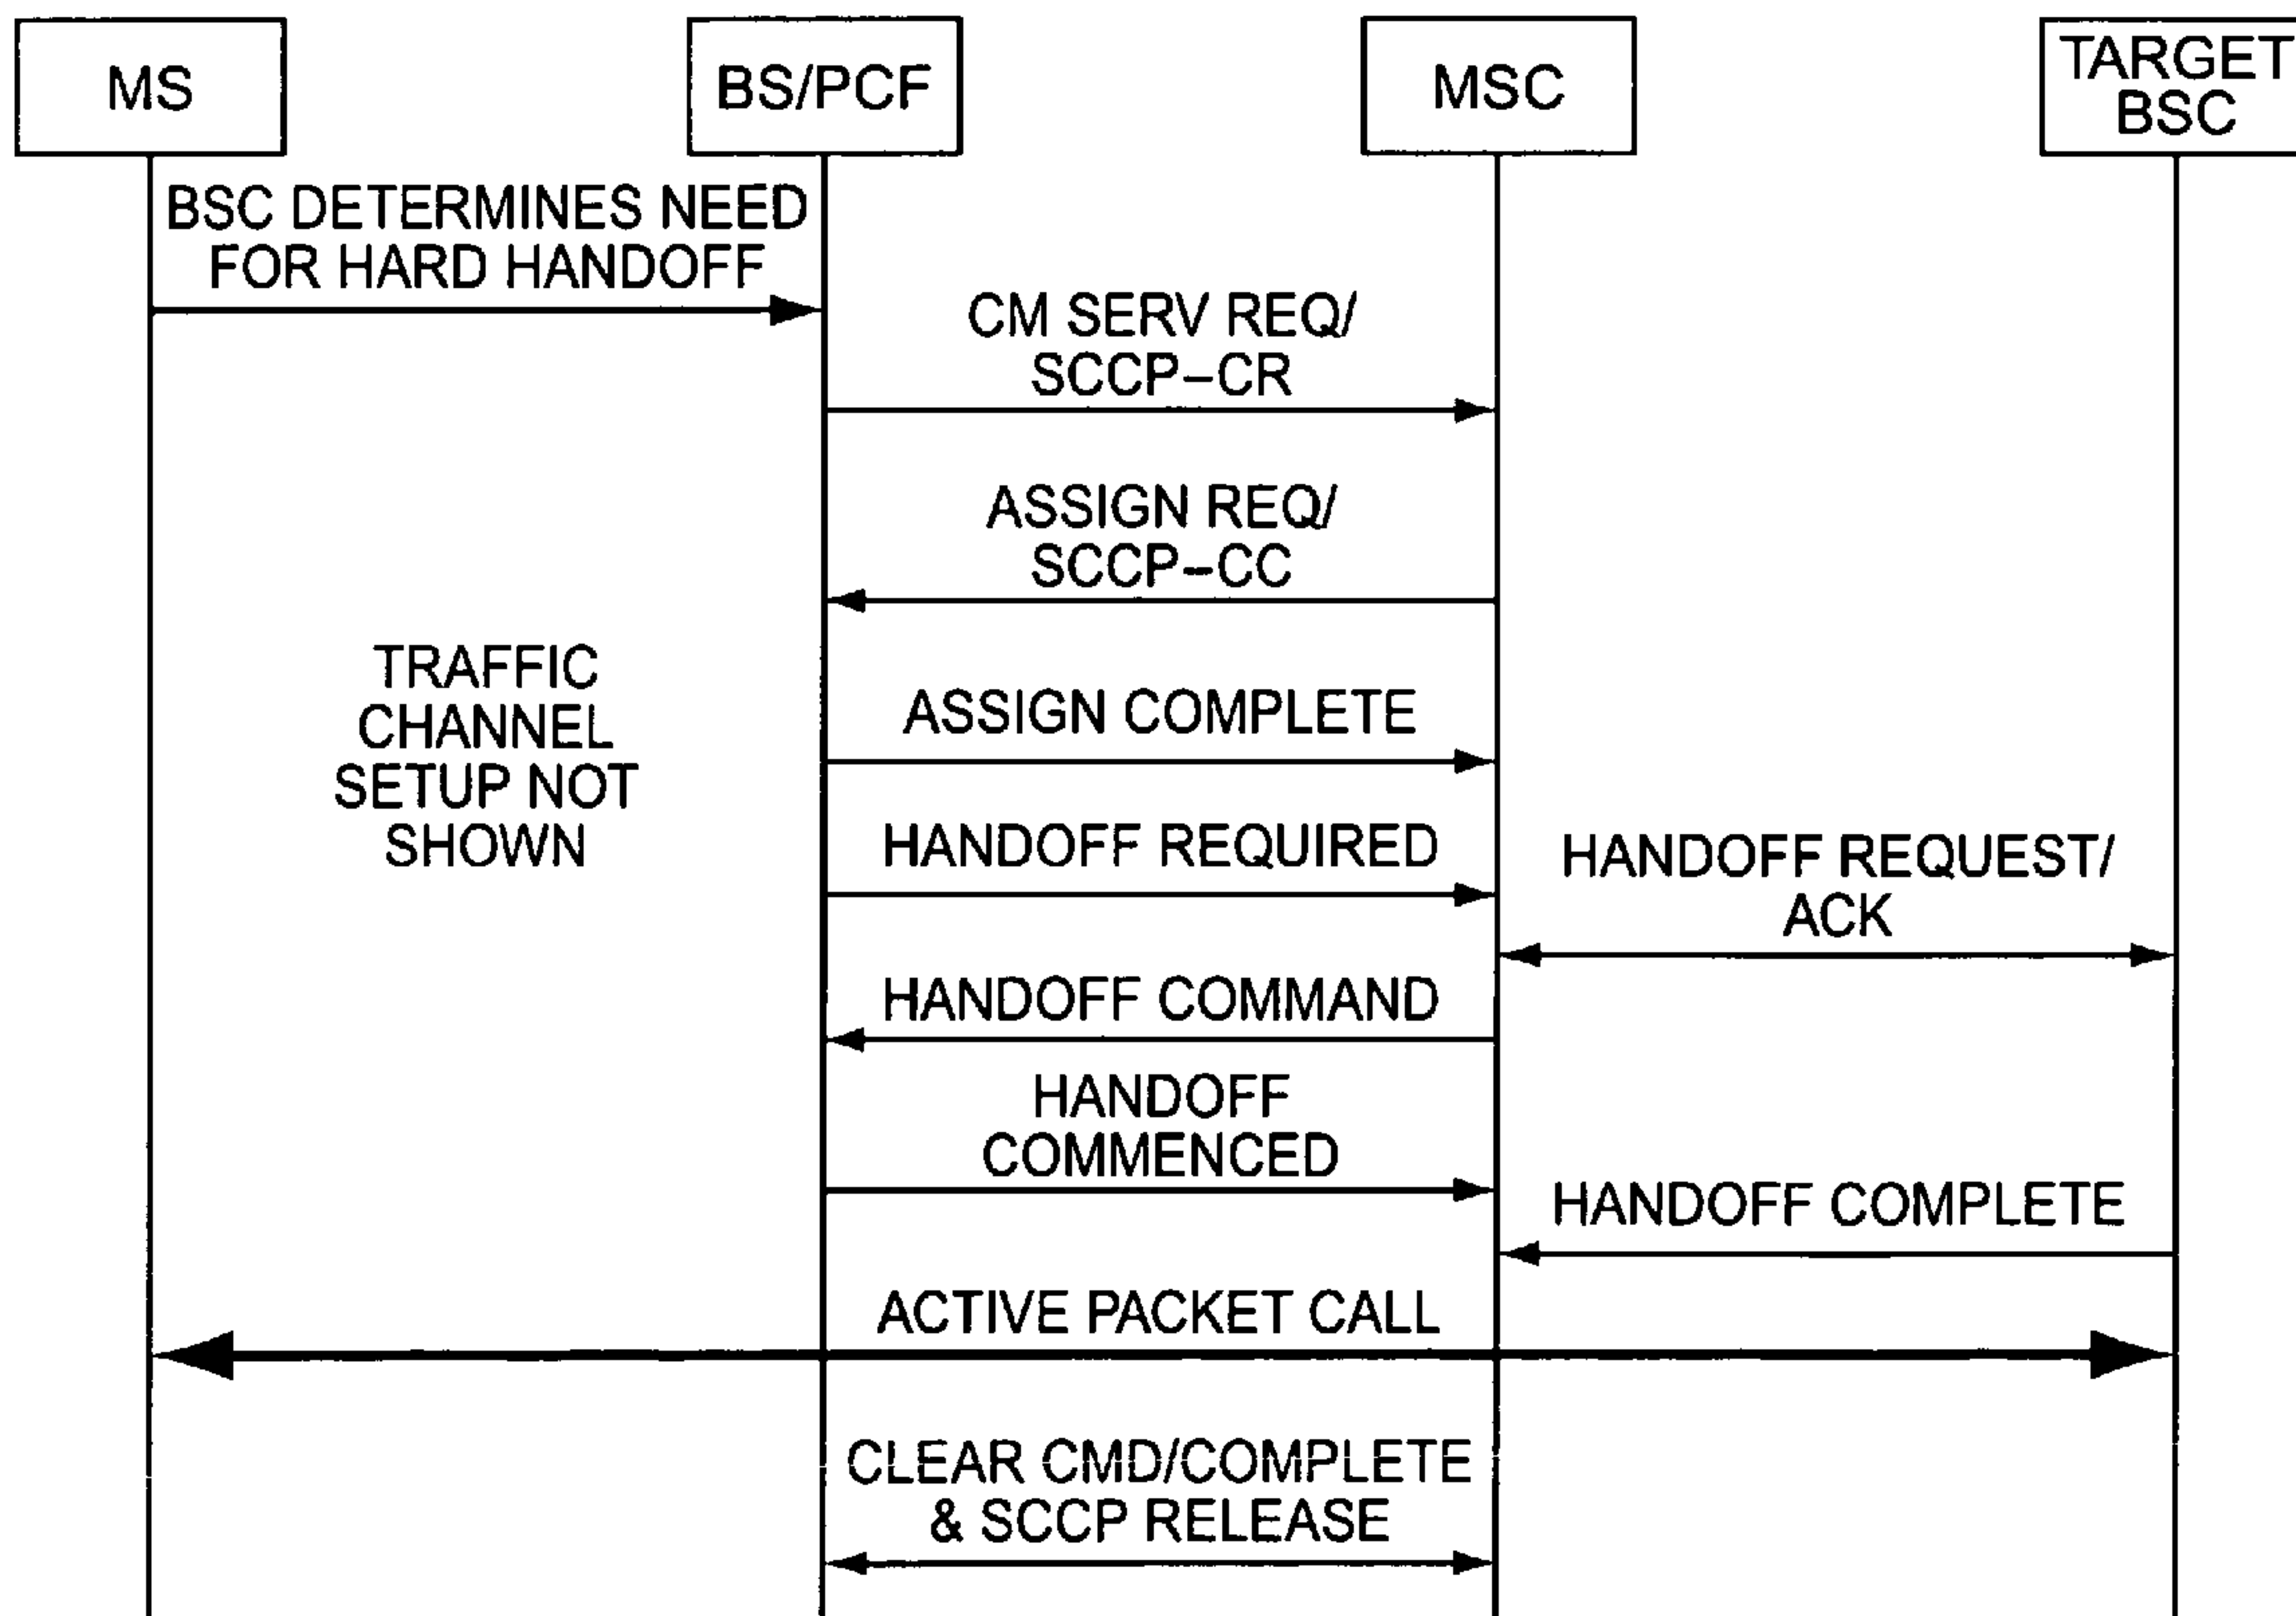 MS
BS/PCF
MSC
TARGET
BSC
BSC DETERMINES NEED
FOR HARD HANDOFF
CM SERV REQ/
SCCP-CR
ASSIGN REQ/
SCCP-CC
TRAFFIC
CHANNEL
SETUP NOT
SHOWN
ASSIGN COMPLETE
HANDOFF REQUIRED
HANDOFF REQUEST/
ACK
HANDOFF COMMAND
HANDOFF
COMMENCED
HANDOFF COMPLETE
ACTIVE PACKET CALL
CLEAR CMD/COMPLETE
& SCCP RELEASE